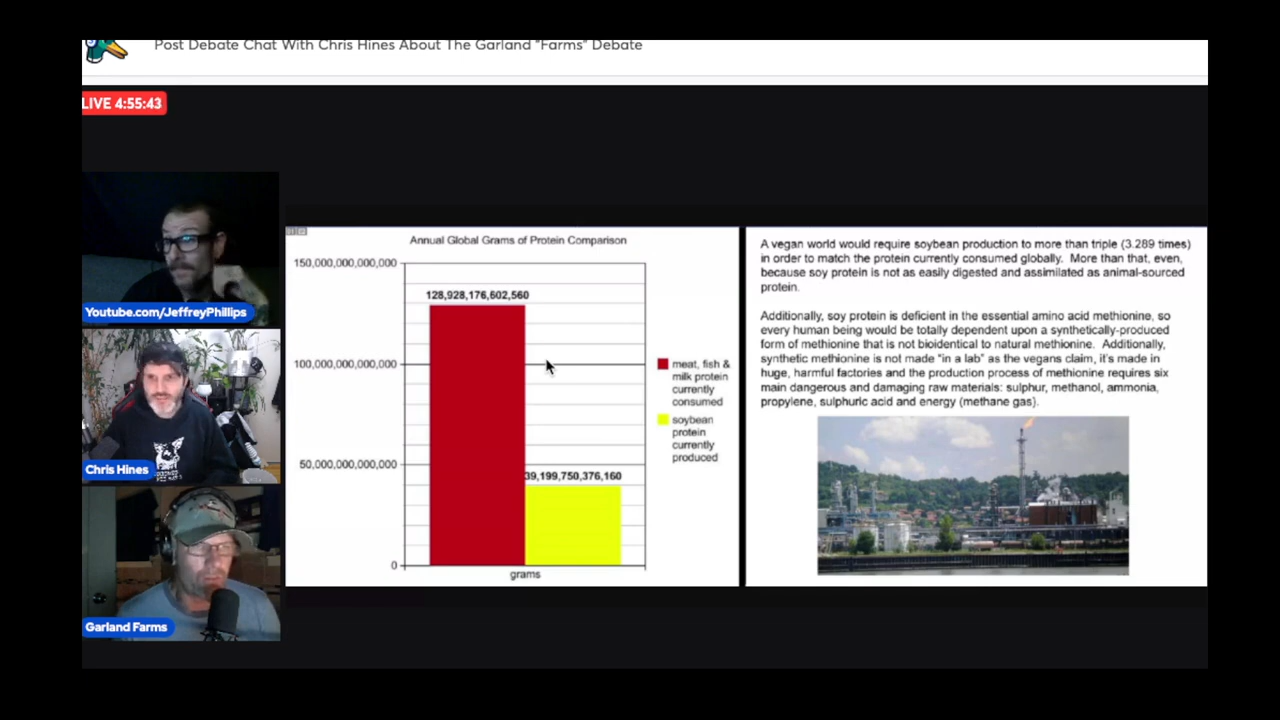 Post Debate Chat With Chris Hines About The Garland "Farms" Debate
LIVE 4:55:43
Youtube.com/JeffreyPhillips
Chris Hines
Garland Farms
Annual Global Grams of Protein Comparison
150,000,000,000,000
128,928,176,602,560
100,000,000,000,000
50,000,000,000,000
39,199,750,376,160
0
grams
meat, fish &
milk protein
currently
consumed
soybean
protein
currently
produced
A vegan world would require soybean production to more than triple (3.289 times)
in order to match the protein currently consumed globally. More than that, even,
because soy protein is not as easily digested and assimilated as animal-sourced
protein.
Additionally, soy protein is deficient in the essential amino acid methionine, so
every human being would be totally dependent upon a synthetically-produced
form of methionine that is not bioidentical to natural methionine. Additionally,
synthetic methionine is not made "in a lab" as the vegans claim, it's made in
huge, harmful factories and the production process of methionine requires six
main dangerous and damaging raw materials: sulphur, methanol, ammonia,
propylene, sulphuric acid and energy (methane gas).